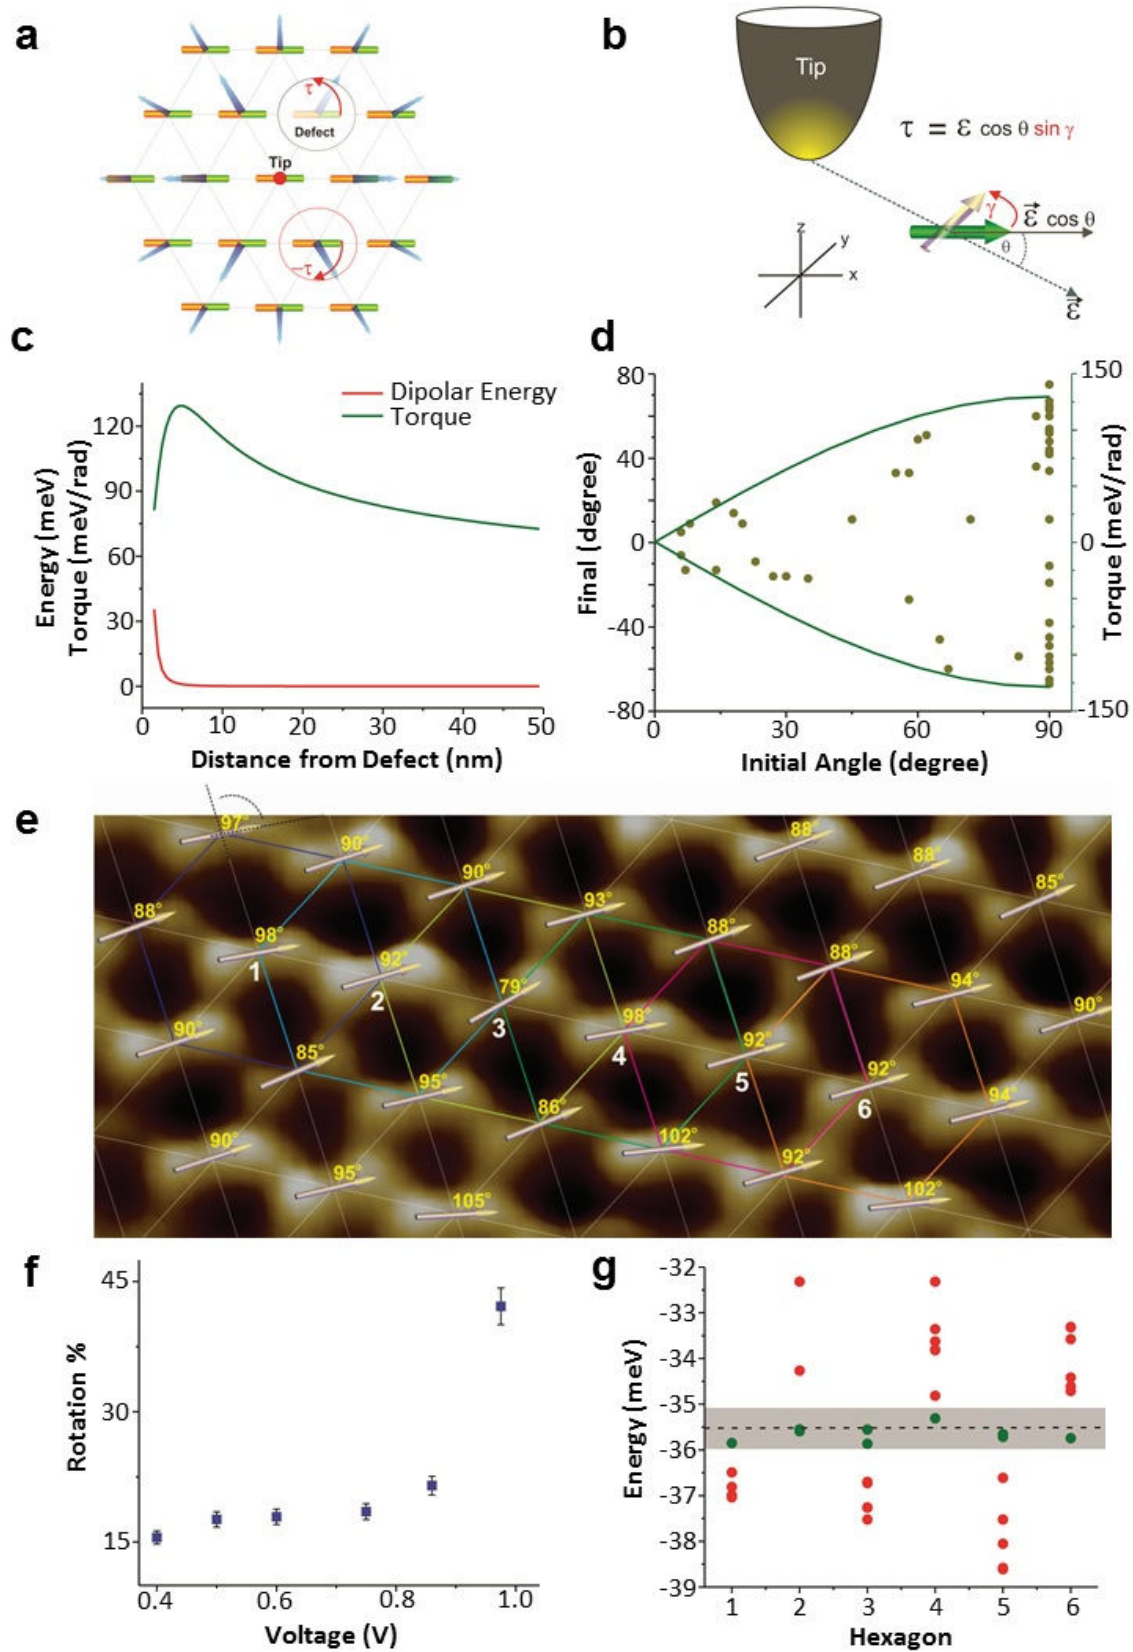 a
τ
Defect
Tip
−τ
b
Tip
τ = ε cos θ sin γ
γ
ε⃗ cos θ
θ
z
y
x
ε⃗
c
Dipolar Energy
Torque
Energy (meV)
Torque (meV/rad)
120
90
60
30
0
0 10 20 30 40 50
Distance from Defect (nm)
d
Final (degree)
80
40
0
-40
-80
150
0
-150
Torque (meV/rad)
0 30 60 90
Initial Angle (degree)
e
97°
90°
90°
93°
88°
88°
85°
88°
98°
92°
79°
98°
88°
88°
94°
90°
1
2
3
4
5
6
90°
85°
95°
86°
92°
92°
94°
90°
95°
105°
102°
92°
102°
f
Rotation %
45
30
15
0.4 0.6 0.8 1.0
Voltage (V)
g
Energy (meV)
-32
-33
-34
-35
-36
-37
-38
-39
1 2 3 4 5 6
Hexagon